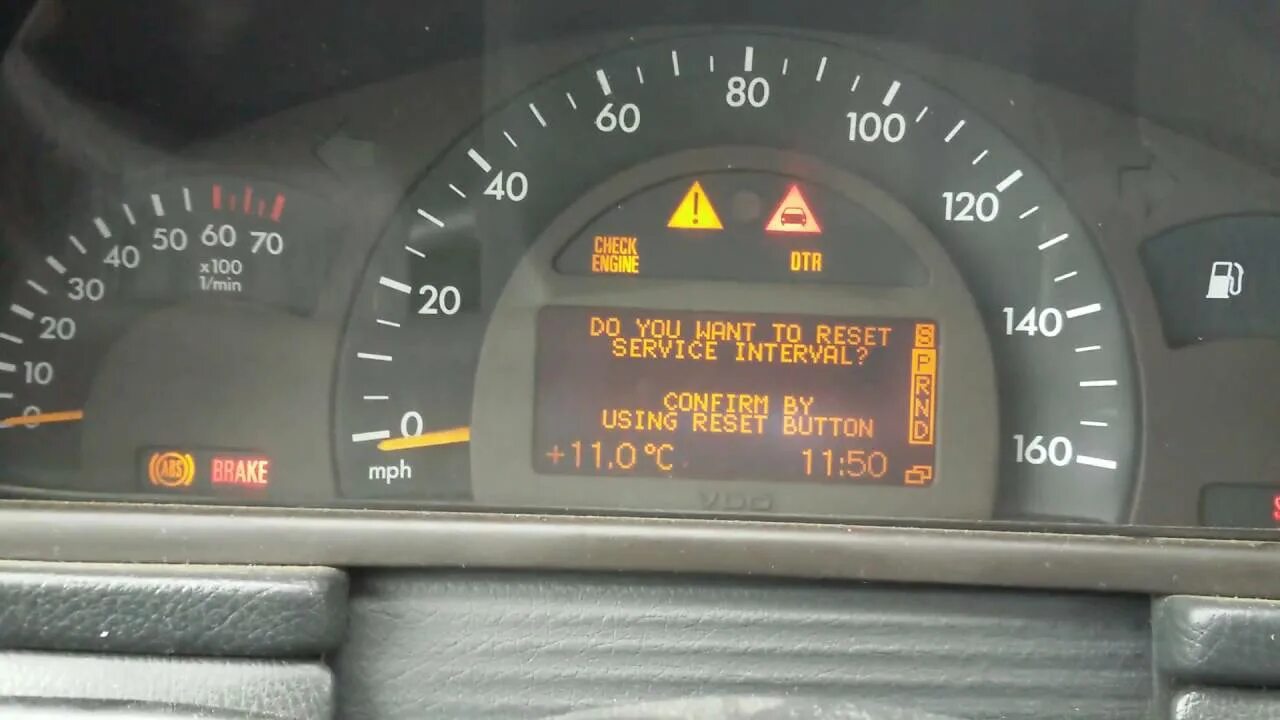 10
20
30
40
50
60
70
x100
1/min
0
0
20
40
60
80
100
120
140
160
mph
ABS
BRAKE
CHECK
ENGINE
DTR
DO YOU WANT TO RESET
SERVICE INTERVAL?
CONFIRM BY
USING RESET BUTTON
+11.0 °C
11:50
S
P
R
N
D
VDO